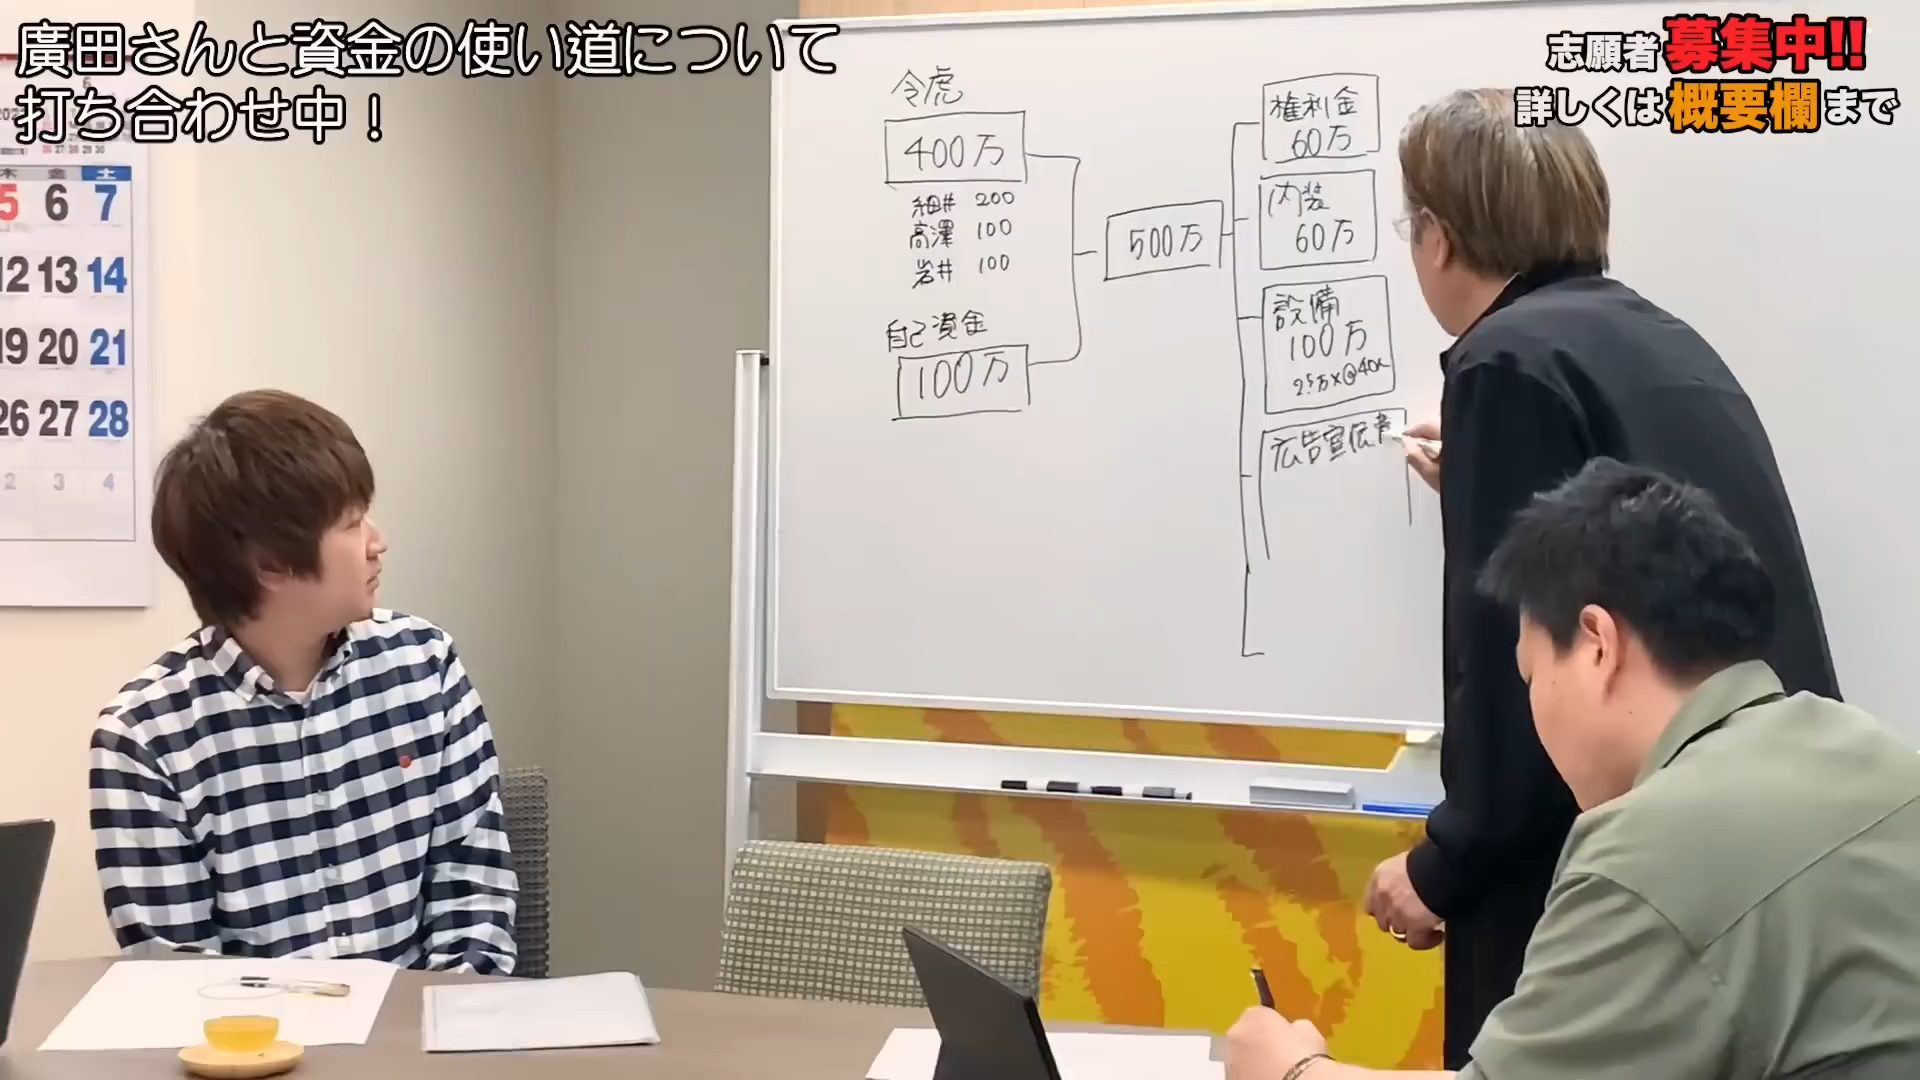 廣田さんと資金の使い道について
打ち合わせ中！
志願者募集中!!
詳しくは概要欄まで
木 金 土
5 6 7
12 13 14
19 20 21
26 27 28
2 3 4
令虎
400万
細井 200
高澤 100
岩井 100
自己資金
100万
500万
権利金
60万
内装
60万
設備
100万
広告宣伝費